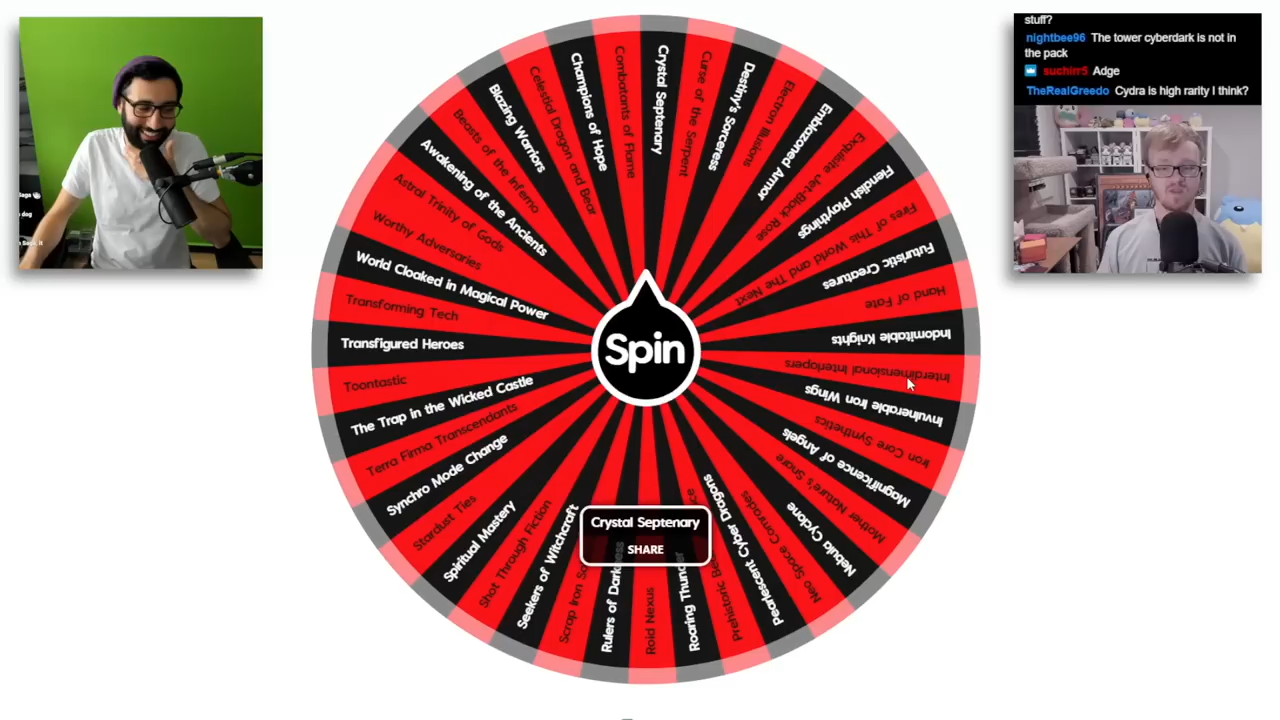 stuff?
nightbee96 The tower cyberdark is not in
the pack
suchirr5 Adge
TheRealGreedo Cydra is high rarity I think?
Crystal Septenary
Curse of the Serpent
Destiny's Sorceress
Electron Illusions
Emblazoned Armor
Exquisite Jet-Black Rose
Fiendish Playthings
Fires of This World and The Next
Futuristic Creatures
Hand of Fate
Indomitable Knights
Interdimensional Interlopers
Invulnerable Iron Wings
Iron Core Synthetics
Magnificence of Angels
Mother Nature's Snare
Nebula Cyclone
Neo Space Comrades
Pearlescent Cyber Dragons
Prehistoric
Roaring Thunder
Roid Nexus
Rulers of Darkness
Scrap Iron
Seekers of Witchcraft
Shot Through Fiction
Spiritual Mastery
Stardust Ties
Synchro Mode Change
Terra Firma Transcendants
The Trap in the Wicked Castle
Toontastic
Transfigured Heroes
Transforming Tech
World Cloaked in Magical Power
Worthy Adversaries
Astral Trinity of Gods
Awakening of the Ancients
Beasts of the Inferno
Blazing Warriors
Celestial Dragon and Bear
Champions of Hope
Combatants of Flame
Spin
Crystal Septenary
SHARE
dog